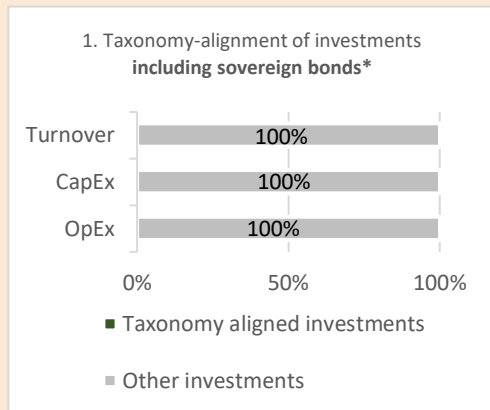 1. Taxonomy-alignment of investments
including sovereign bonds*
Turnover
100%
CapEx
100%
OpEx
100%
0%
50%
100%
Taxonomy aligned investments
Other investments